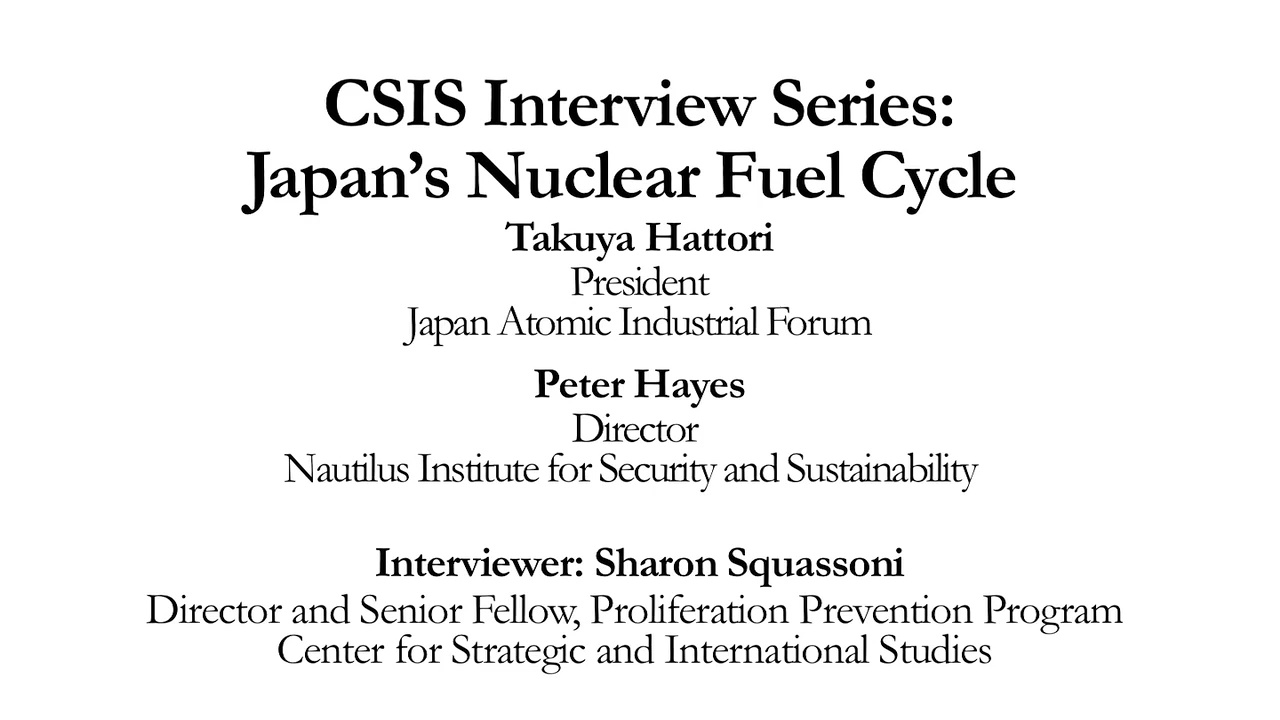 CSIS Interview Series:
Japan’s Nuclear Fuel Cycle
Takuya Hattori
President
Japan Atomic Industrial Forum
Peter Hayes
Director
Nautilus Institute for Security and Sustainability
Interviewer: Sharon Squassoni
Director and Senior Fellow, Proliferation Prevention Program
Center for Strategic and International Studies